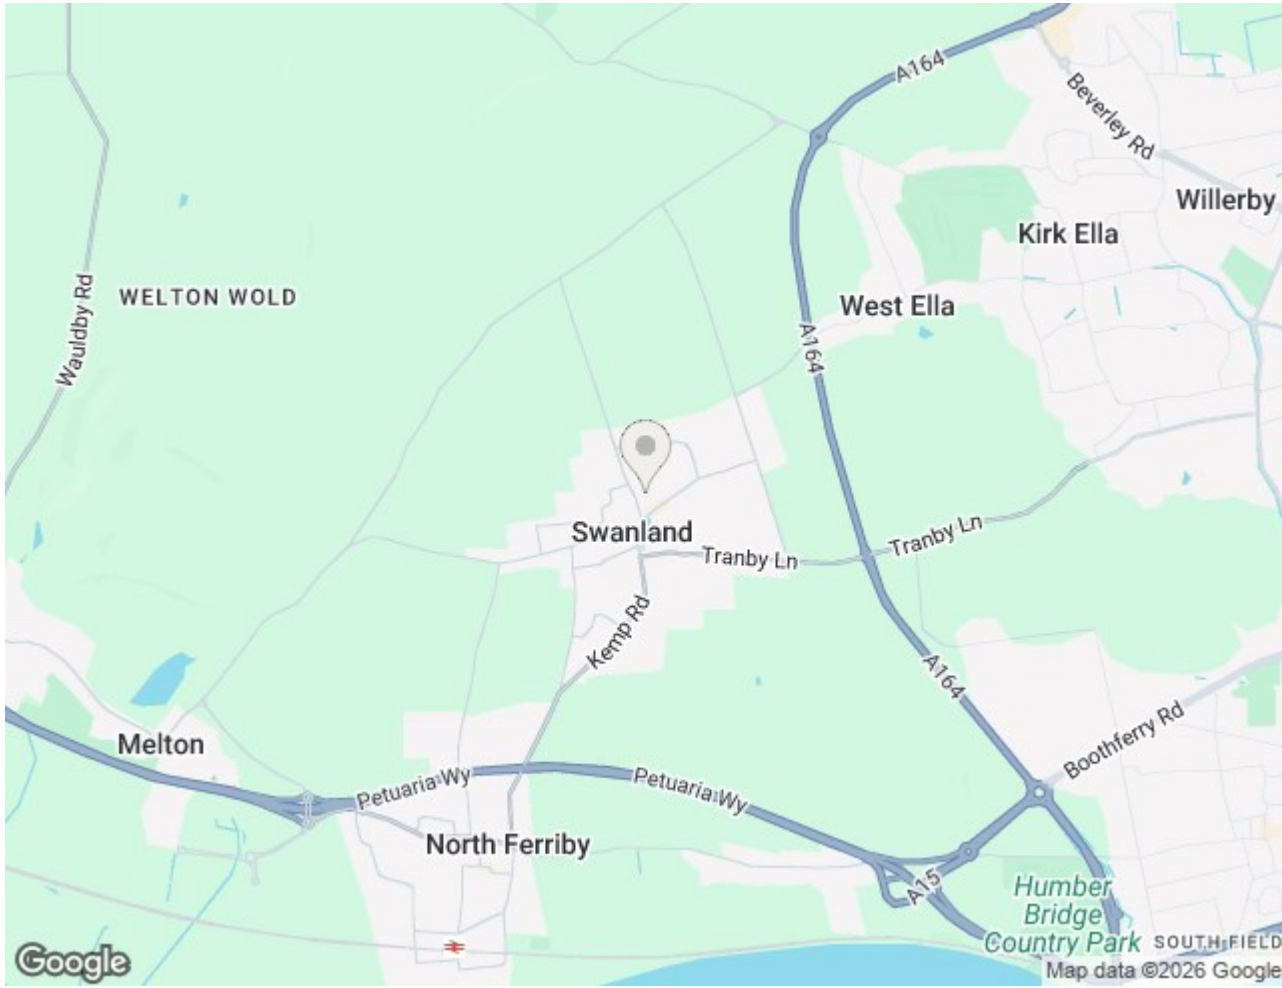 A164
Beverley Rd
Willerby
Kirk Ella
Wauldby Rd
WELTON WOLD
West Ella
A164
Swanland
Tranby Ln
Tranby Ln
Kemp Rd
A164
Melton
Boothferry Rd
Petuaria Wy
Petuaria Wy
North Ferriby
A15
Humber
Bridge
Country Park
SOUTH FIELD
Google
Map data ©2026 Google